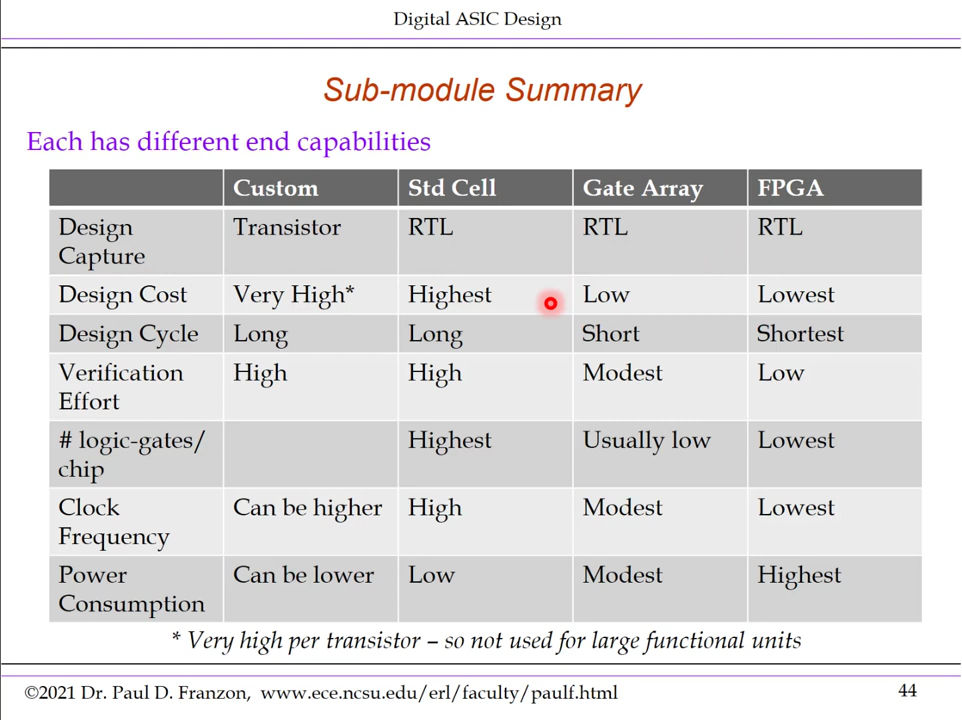 Digital ASIC Design
Sub-module Summary
Each has different end capabilities
Custom Std Cell Gate Array FPGA
Design Capture Transistor RTL RTL RTL
Design Cost Very High* Highest Low Lowest
Design Cycle Long Long Short Shortest
Verification Effort High High Modest Low
# logic-gates/ chip Highest Usually low Lowest
Clock Frequency Can be higher High Modest Lowest
Power Consumption Can be lower Low Modest Highest
* Very high per transistor – so not used for large functional units
©2021 Dr. Paul D. Franzon, www.ece.ncsu.edu/erl/faculty/paulf.html 44